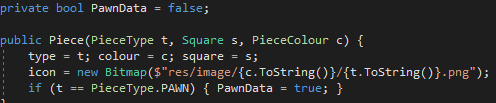 private bool PawnData = false;
public Piece(PieceType t, Square s, PieceColour c) {
type = t; colour = c; square = s;
icon = new Bitmap($"res/image/{c.ToString()}/{t.ToString()}.png");
if (t == PieceType.PAWN) { PawnData = true; }